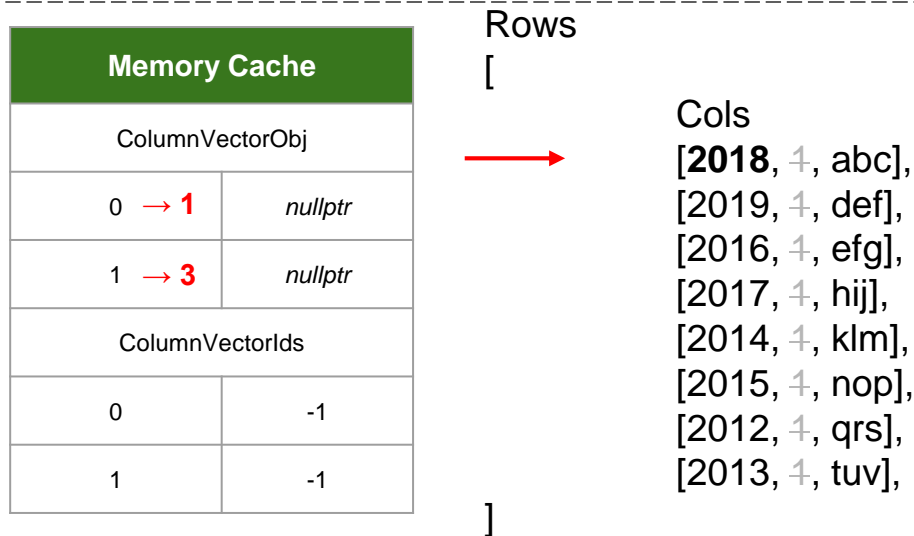 Memory Cache
ColumnVectorObj
0 → 1 nullptr
1 → 3 nullptr
ColumnVectorIds
0 -1
1 -1
Rows
[
Cols
[2018, 1, abc],
[2019, 1, def],
[2016, 1, efg],
[2017, 1, hij],
[2014, 1, klm],
[2015, 1, nop],
[2012, 1, qrs],
[2013, 1, tuv],
]